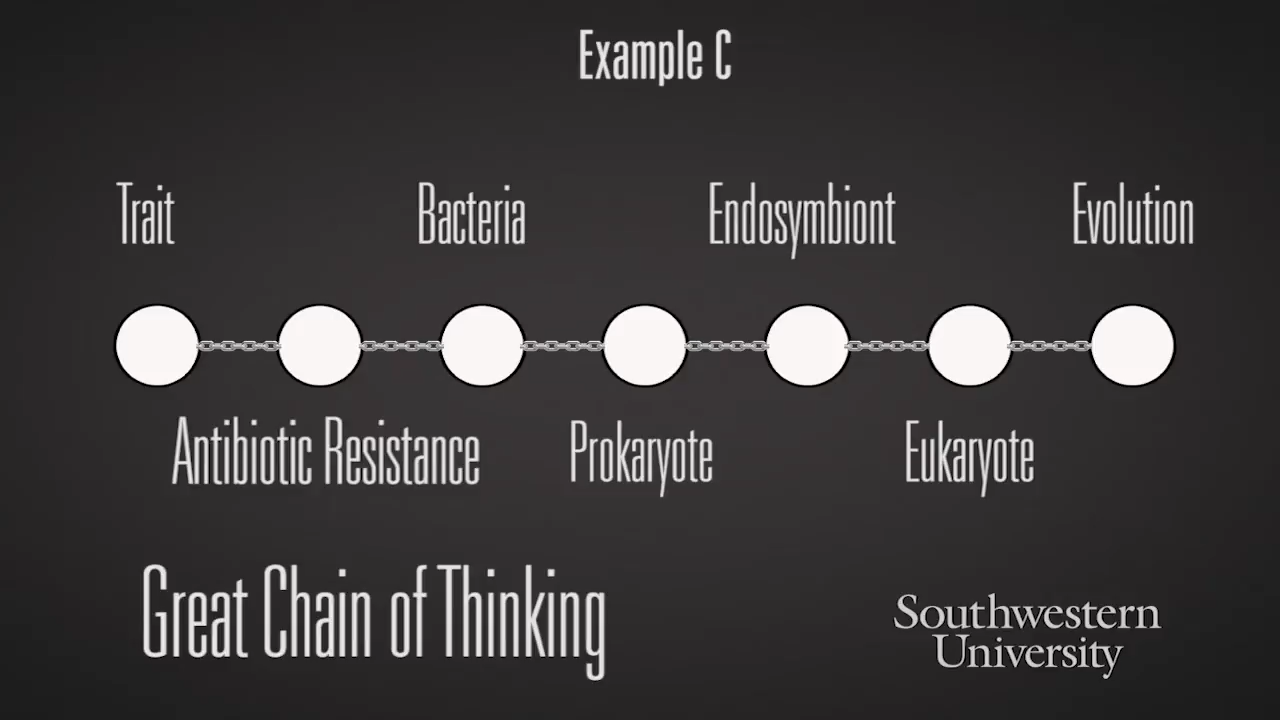 Example C
Trait
Bacteria
Endosymbiont
Evolution
Antibiotic Resistance
Prokaryote
Eukaryote
Great Chain of Thinking
Southwestern
University